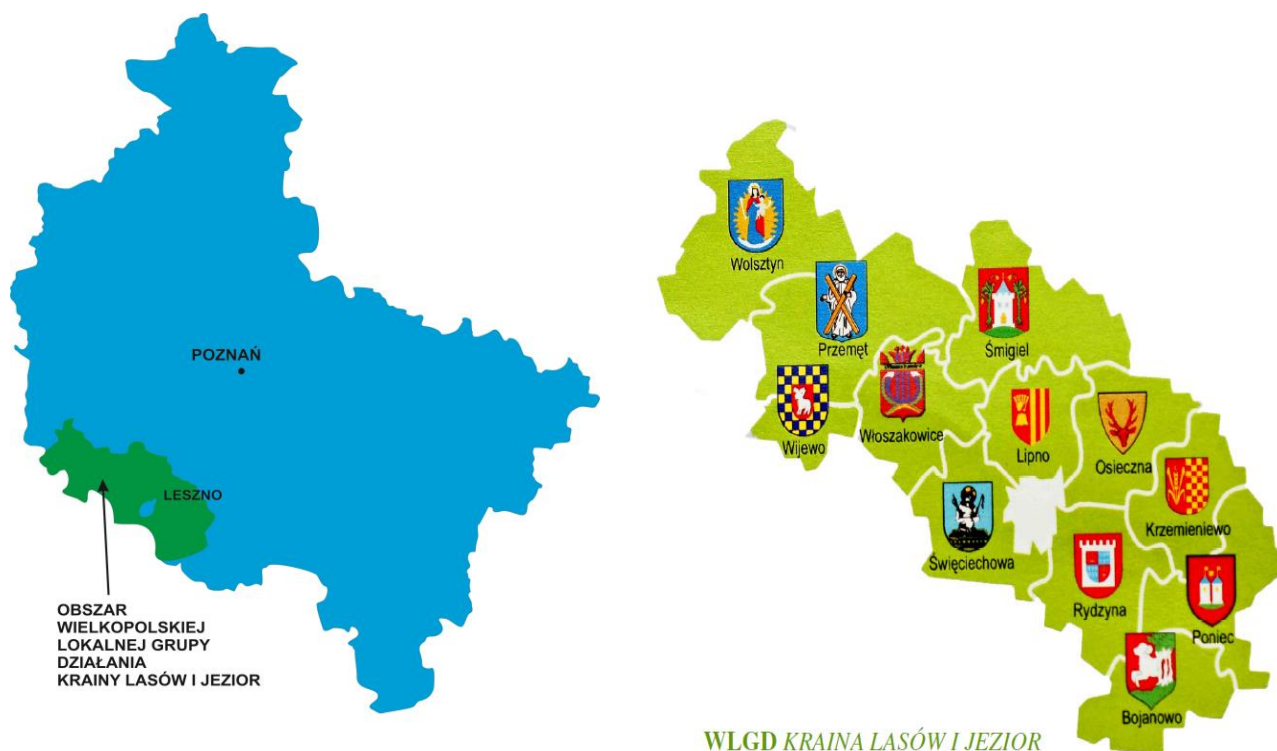 POZNAŃ
LESZNO
OBSZAR
WIELKOPOLSKIEJ
LOKALNEJ GRUPY
DZIAŁANIA
KRAINY LASÓW I JEZIOR
Wolsztyn
Przemęt
Śmigiel
Wijewo
Włoszakowice
Lipno
Osieczna
Krzemieniewo
Święciechowa
Rydzyna
Poniec
Bojanowo
WLGD KRAINA LASÓW I JEZIOR